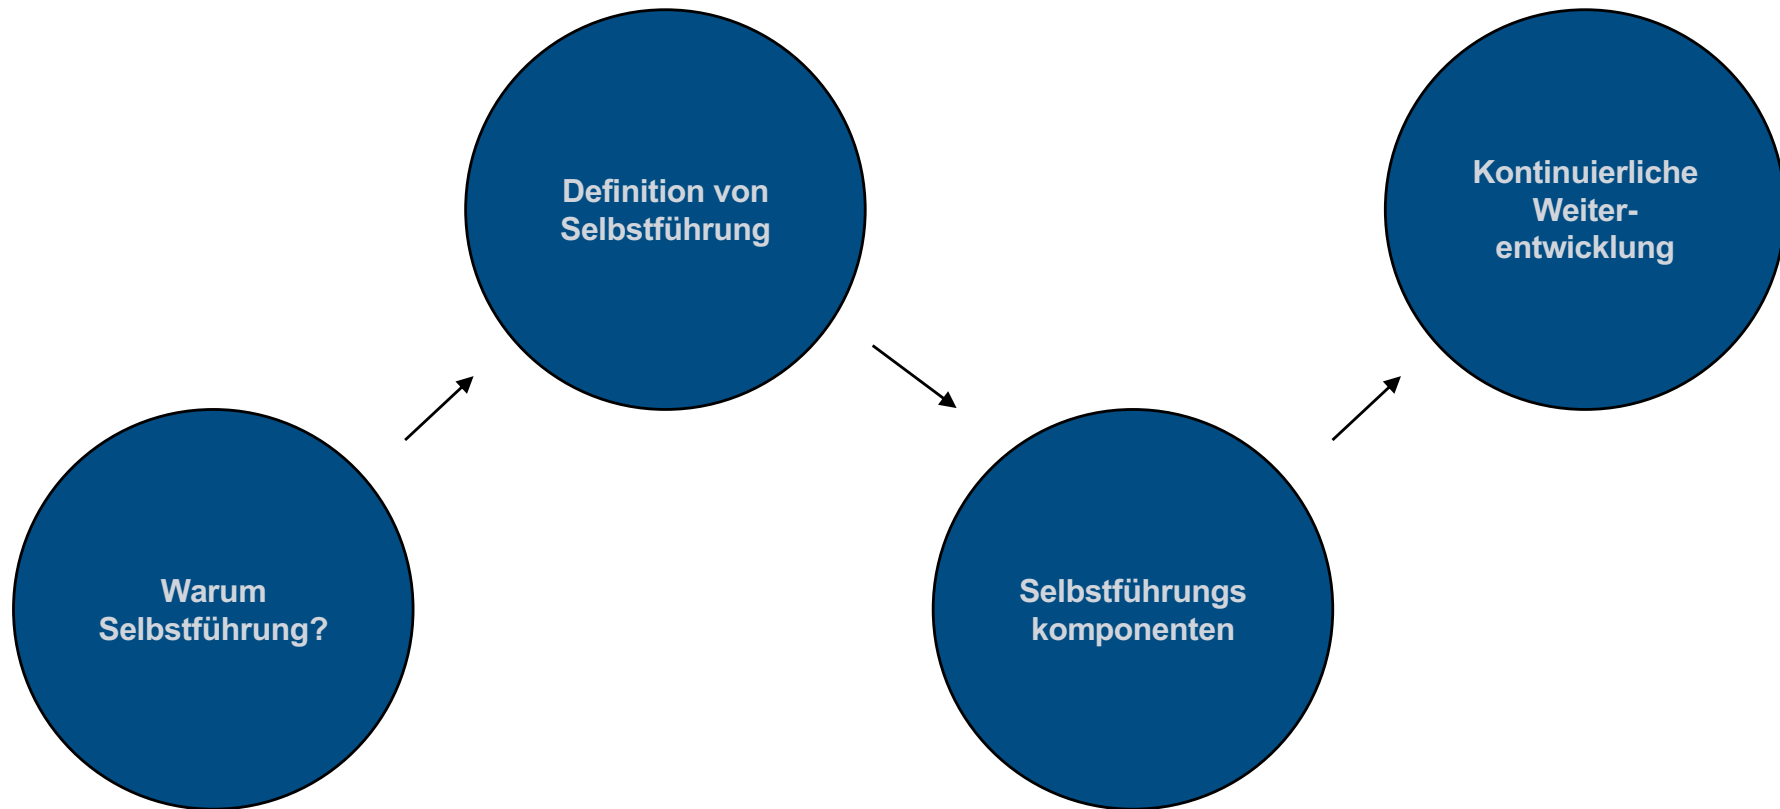 Warum
Selbstführung?
Definition von
Selbstführung
Selbstführungs
komponenten
Kontinuierliche
Weiter-
entwicklung